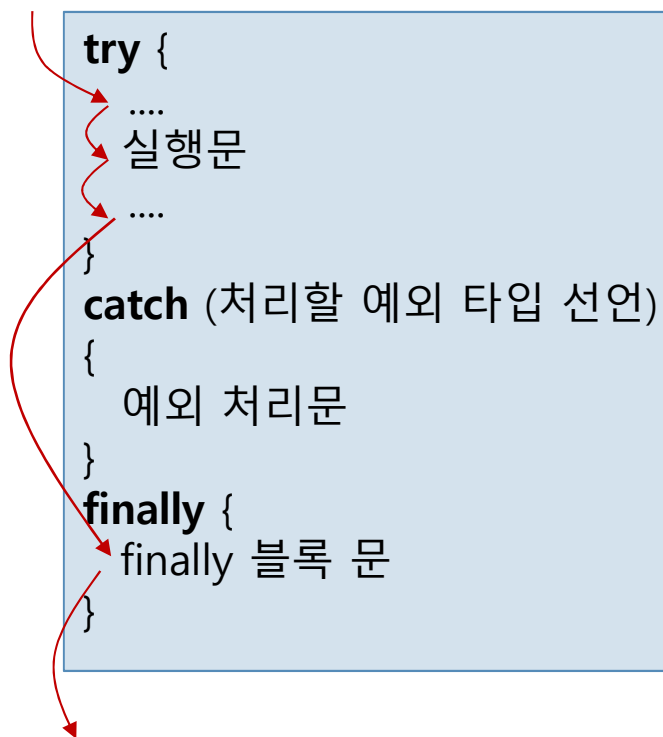 try {
....
실행문
....
}
catch (처리할 예외 타입 선언)
{
예외 처리문
}
finally {
finally 블록 문
}